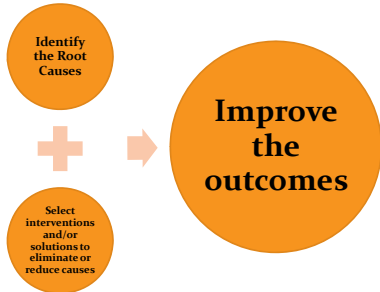 Identify
the Root
Causes
Select
interventions
and/or
solutions to
eliminate or
reduce causes
Improve
the
outcomes